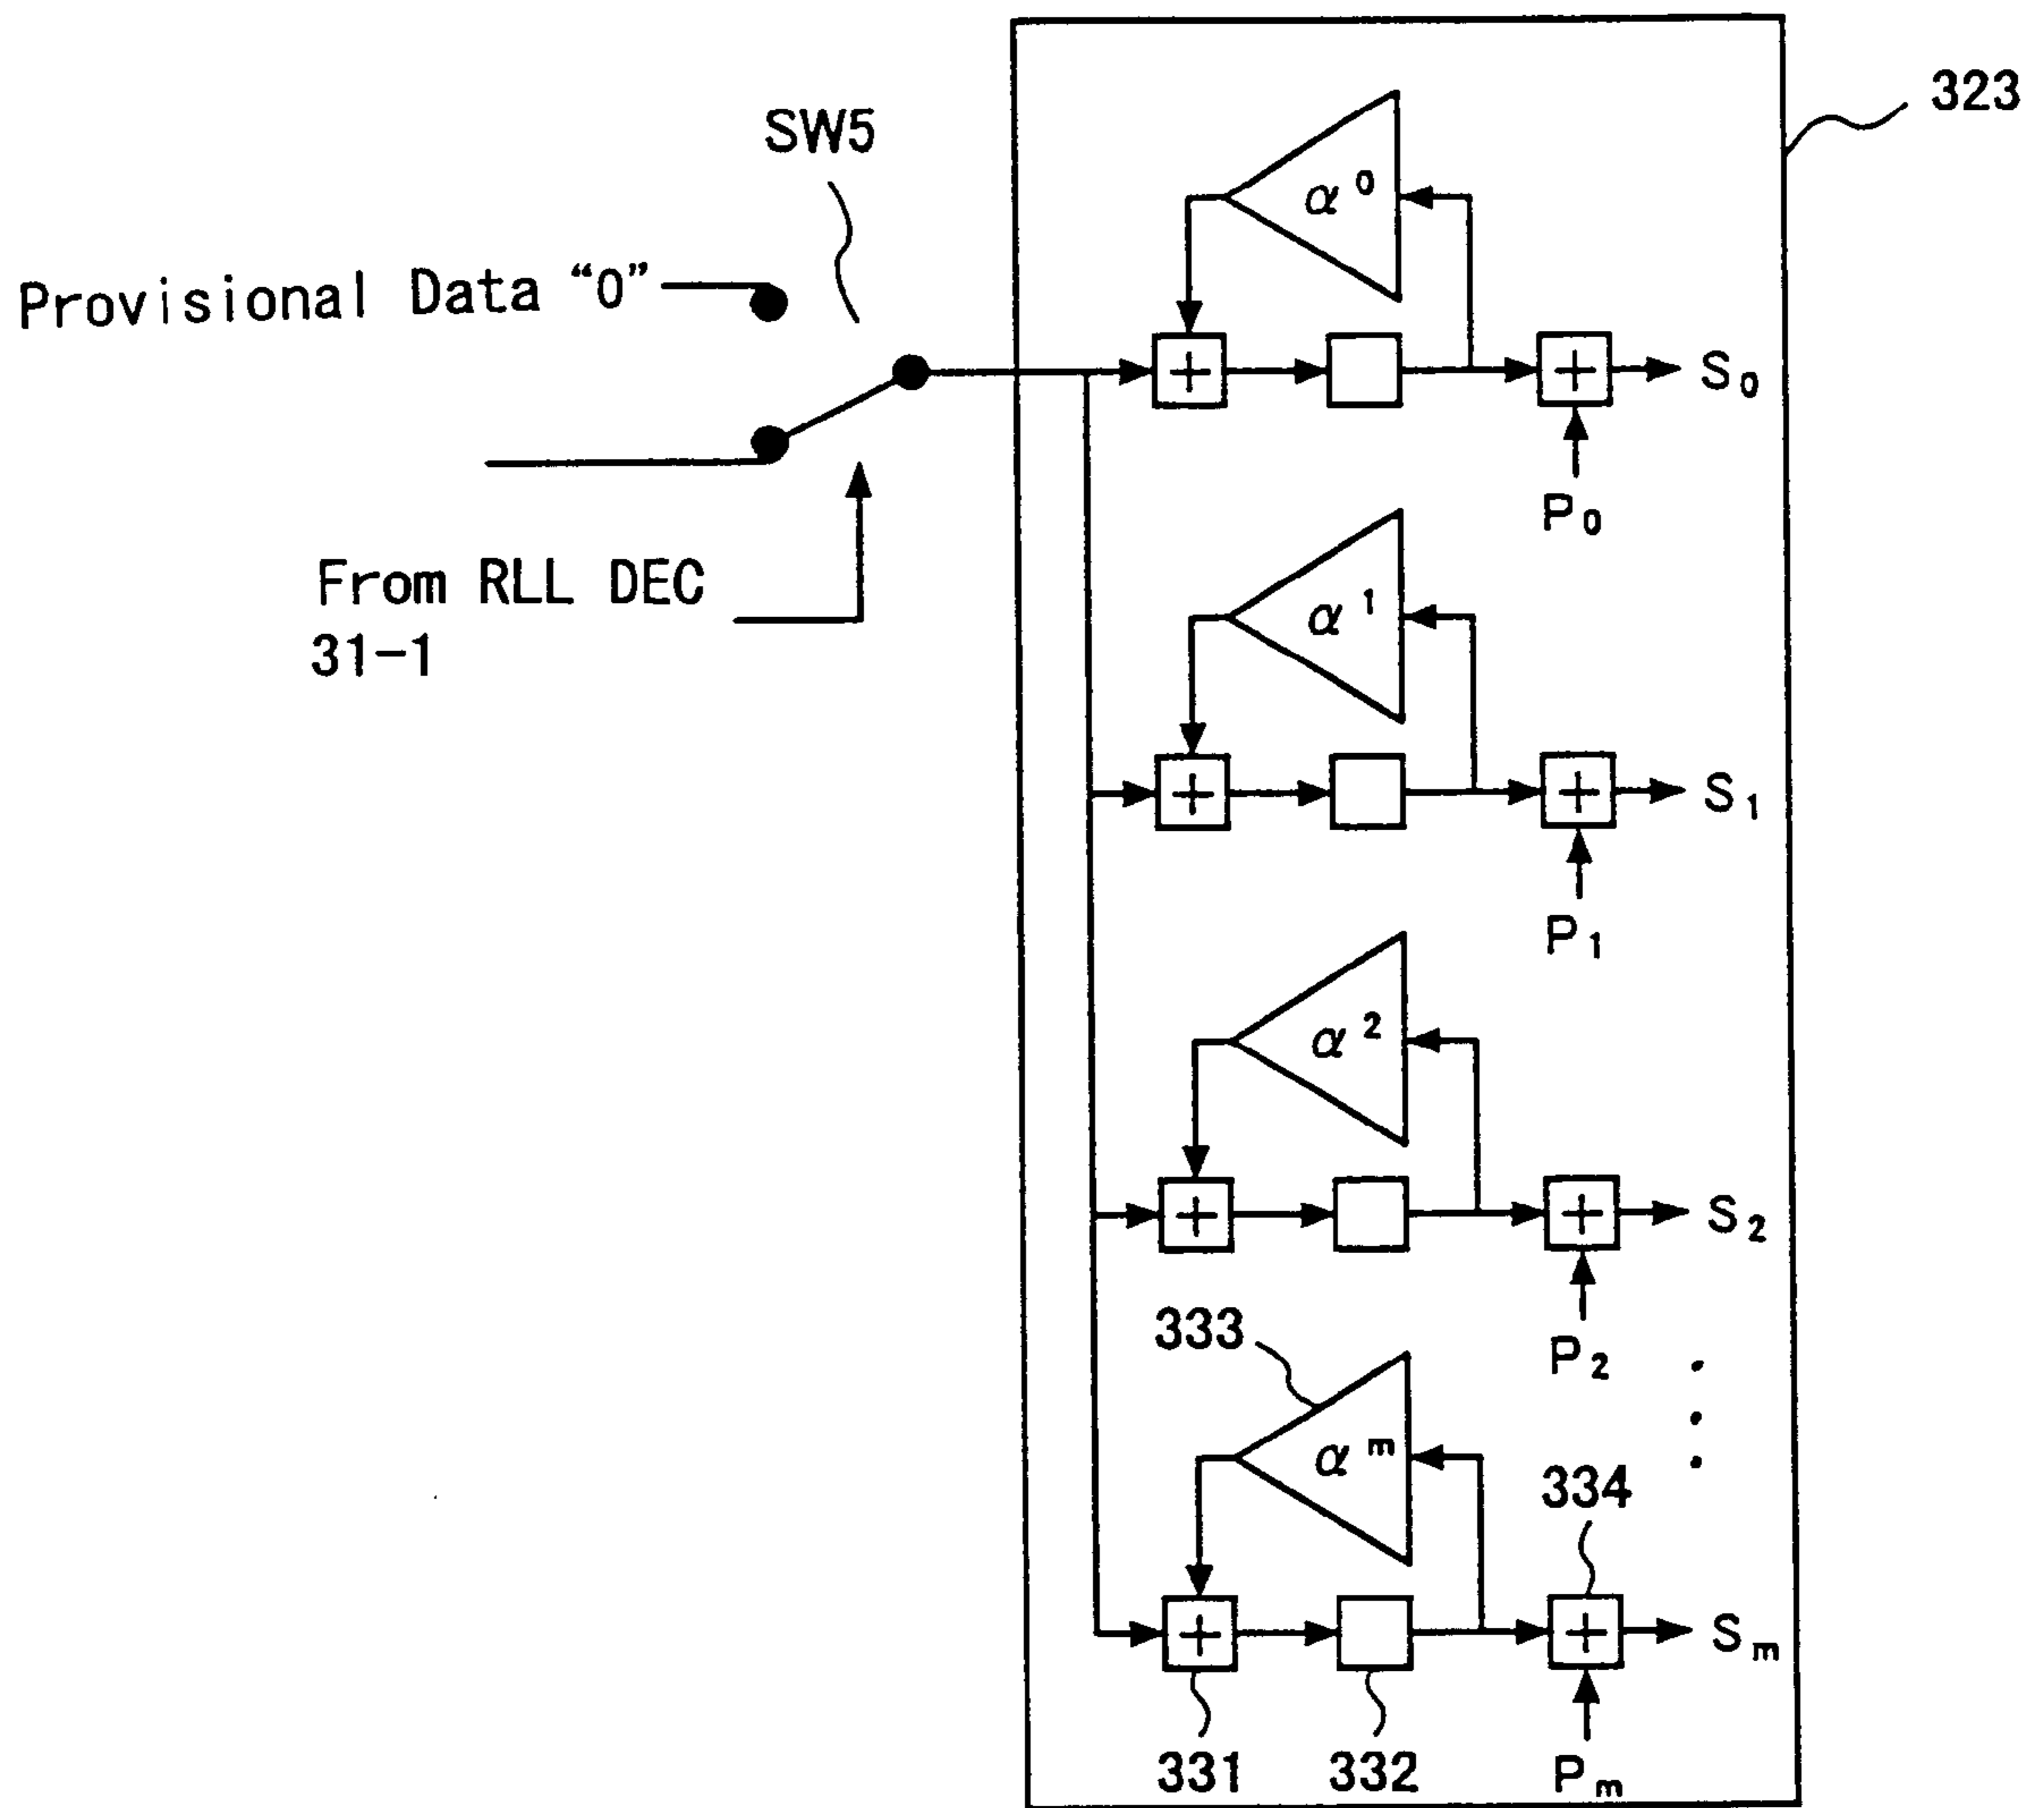 323
SW5
α⁰
Provisional Data “0”
+
+
S₀
P₀
From RLL DEC
31-1
α¹
+
+
S₁
P₁
α²
+
+
S₂
P₂
333
αᵐ
334
+
+
Sₘ
331
332
Pₘ